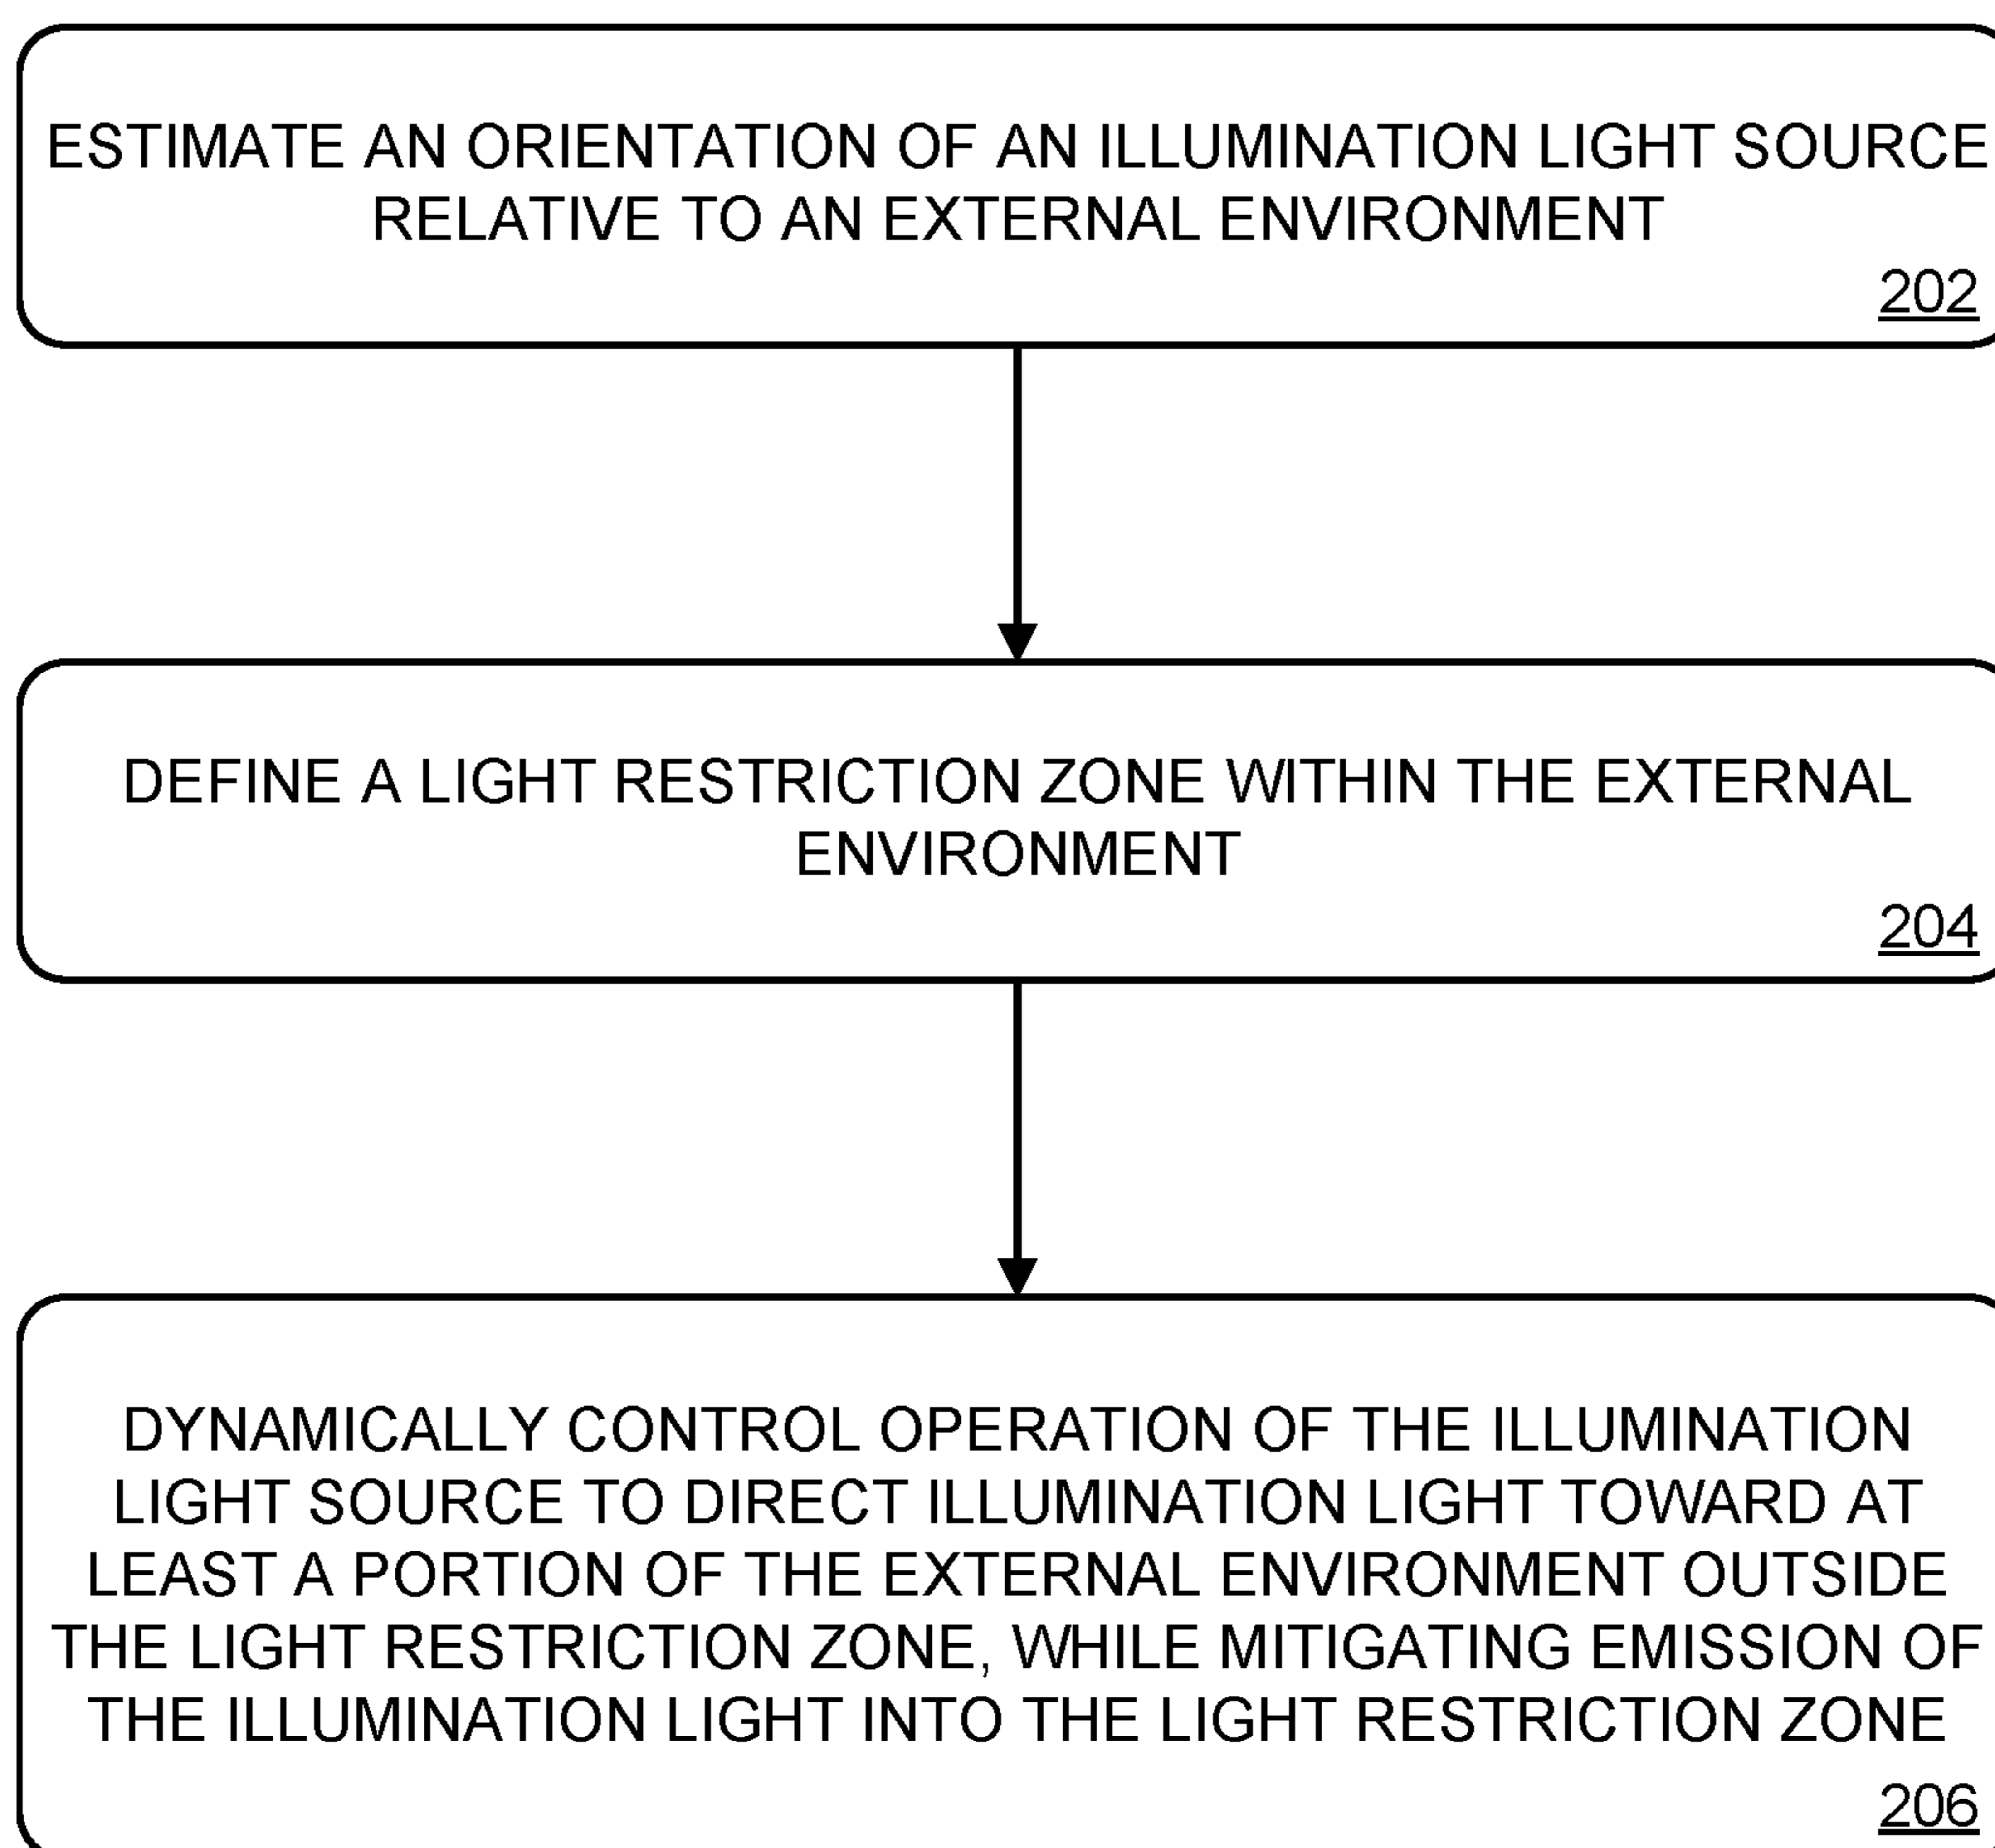 ESTIMATE AN ORIENTATION OF AN ILLUMINATION LIGHT SOURCE
RELATIVE TO AN EXTERNAL ENVIRONMENT
202
DEFINE A LIGHT RESTRICTION ZONE WITHIN THE EXTERNAL
ENVIRONMENT
204
DYNAMICALLY CONTROL OPERATION OF THE ILLUMINATION
LIGHT SOURCE TO DIRECT ILLUMINATION LIGHT TOWARD AT
LEAST A PORTION OF THE EXTERNAL ENVIRONMENT OUTSIDE
THE LIGHT RESTRICTION ZONE, WHILE MITIGATING EMISSION OF
THE ILLUMINATION LIGHT INTO THE LIGHT RESTRICTION ZONE
206